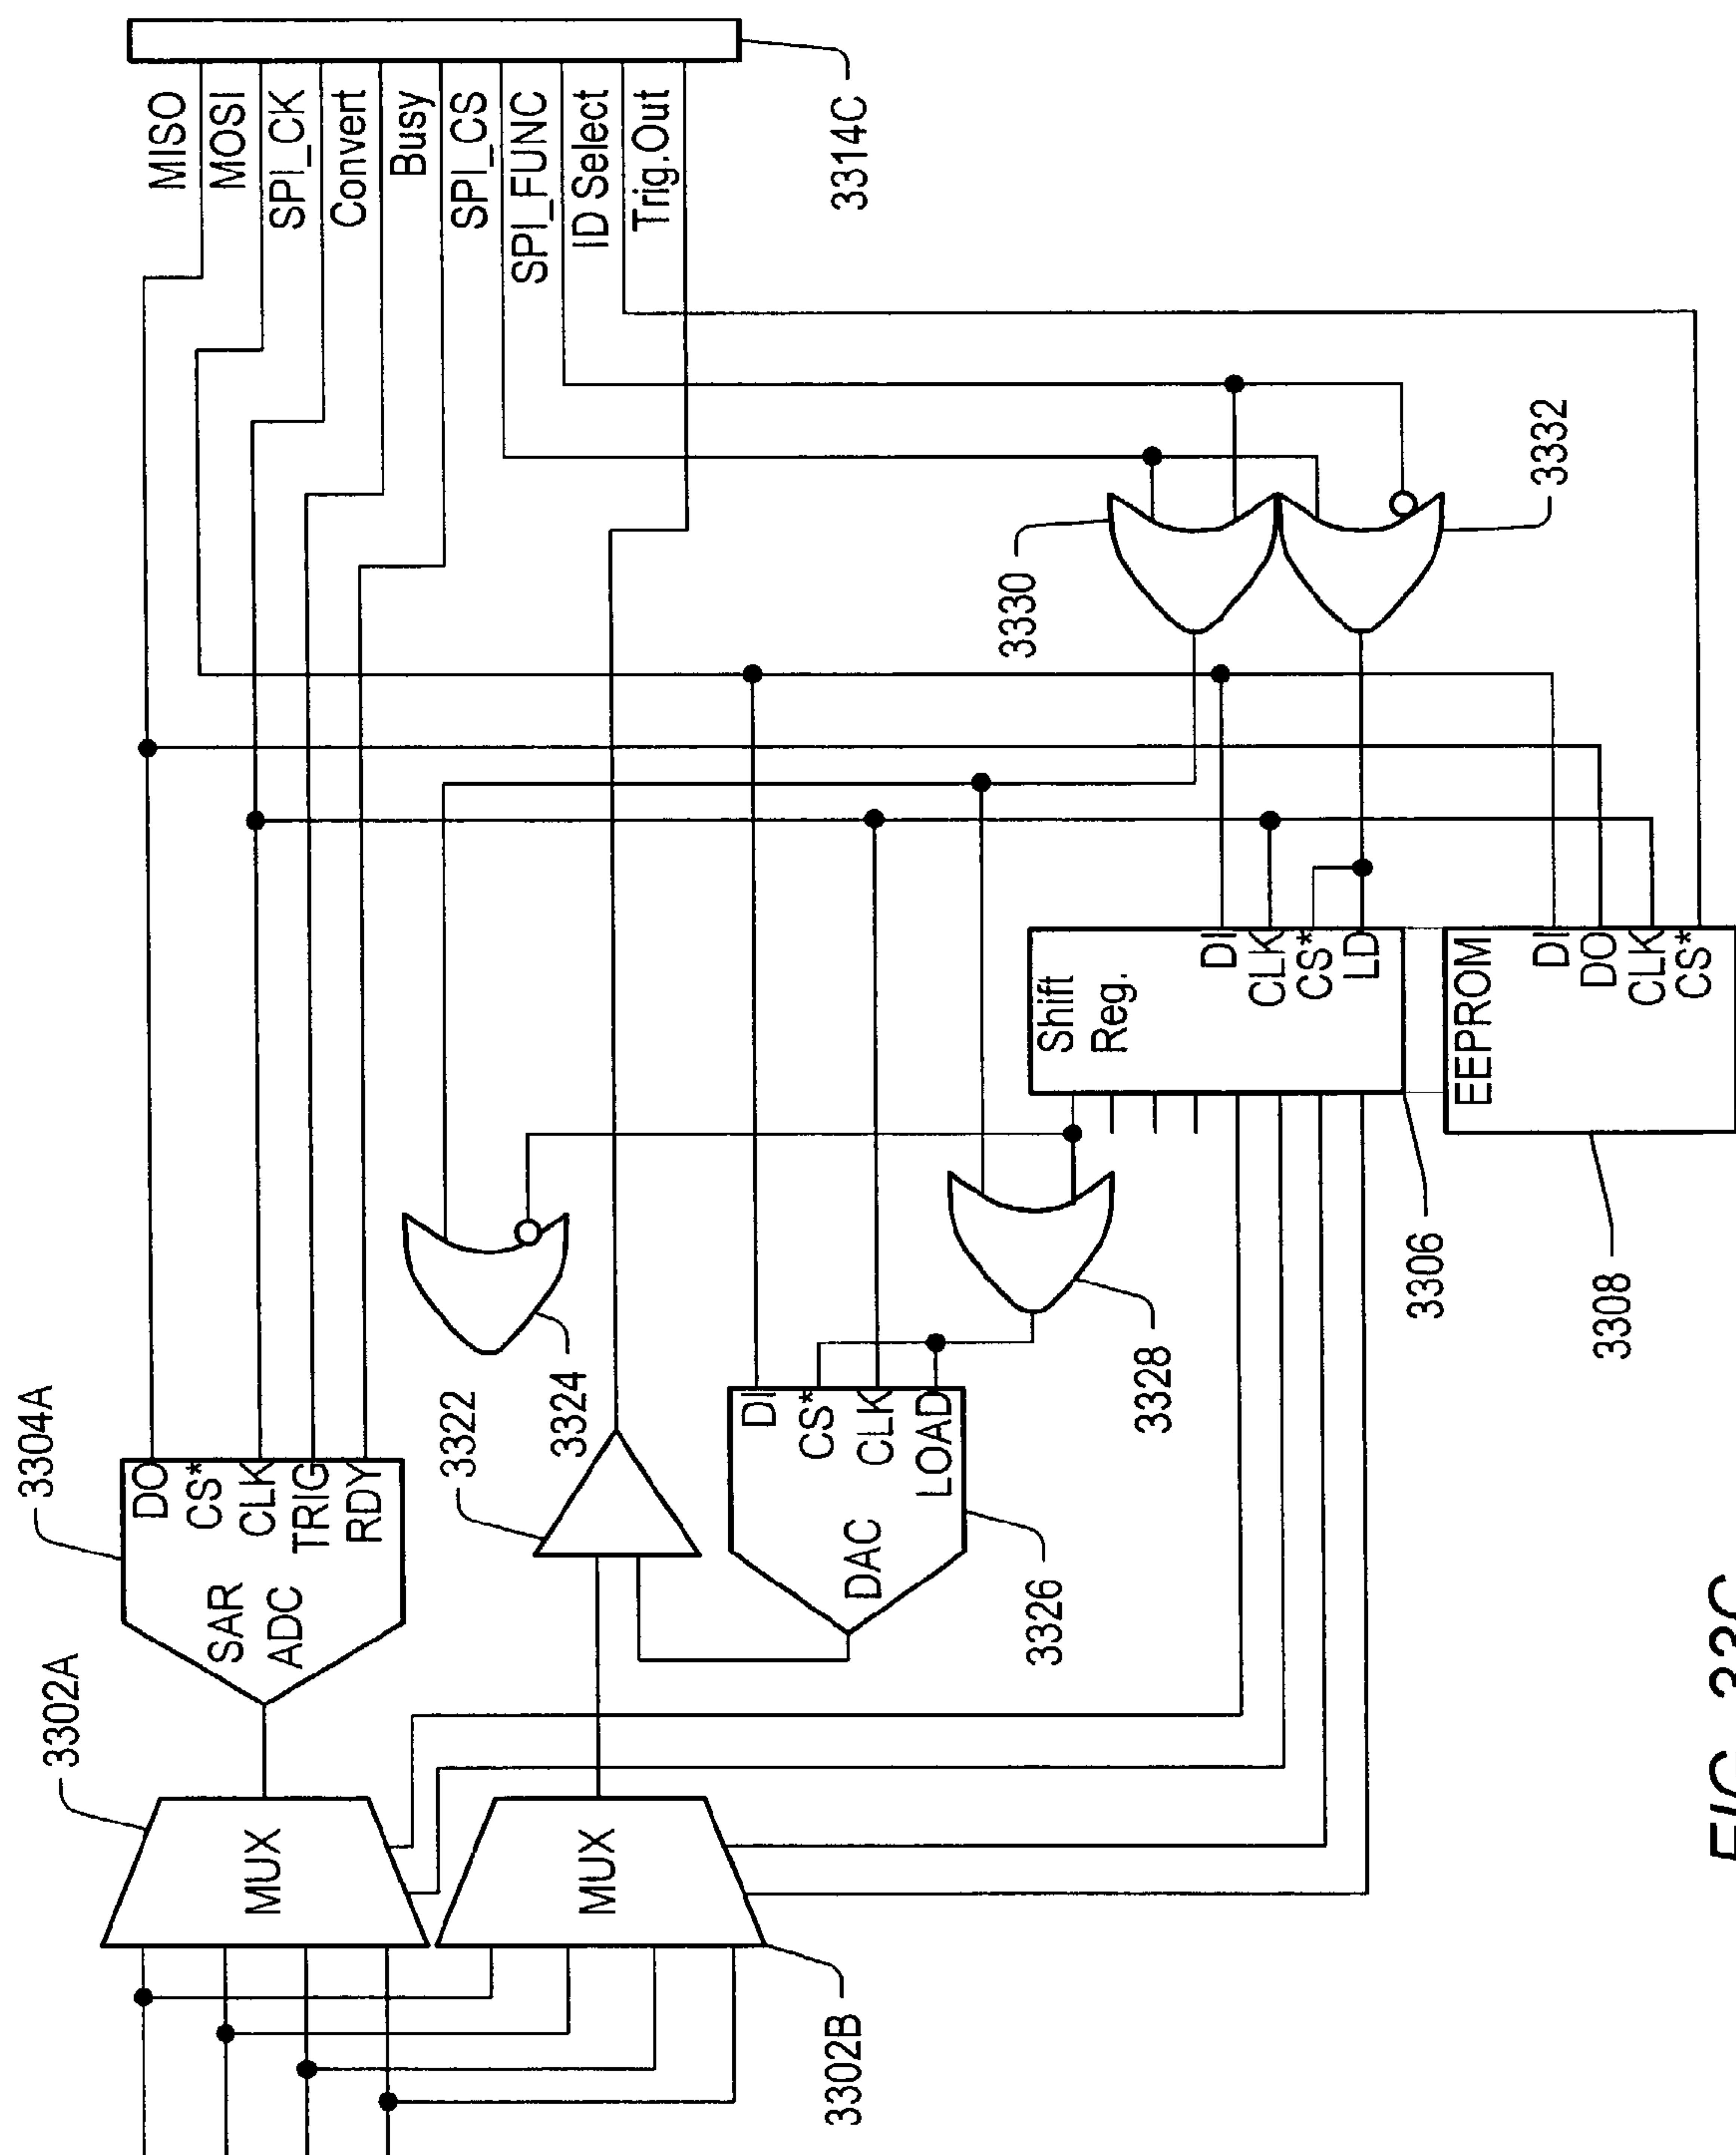 3314C
MISO
MOSI
SPI_CK
Convert
Busy
SPI_CS
SPI_FUNC
ID Select
Trig.Out
3330
3332
3304A
DO
CS*
CLK
TRIG
RDY
SAR
ADC
3302A
MUX
MUX
3302B
3322
3324
DI
CS*
CLK
LOAD
DAC
3326
3328
Shift
Reg.
DI
CLK
CS*
LD
3306
EEPROM
DI
DO
CLK
CS*
3308